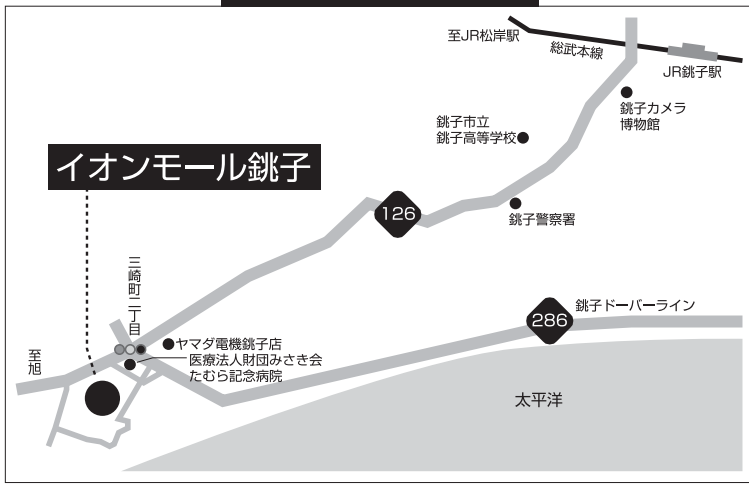 至JR松岸駅
総武本線
JR銚子駅
銚子カメラ
博物館
銚子市立
銚子高等学校
イオンモール銚子
126
銚子警察署
三崎町二丁目
286
銚子ドーバーライン
ヤマダ電機銚子店
医療法人財団みさき会
たむら記念病院
至旭
太平洋